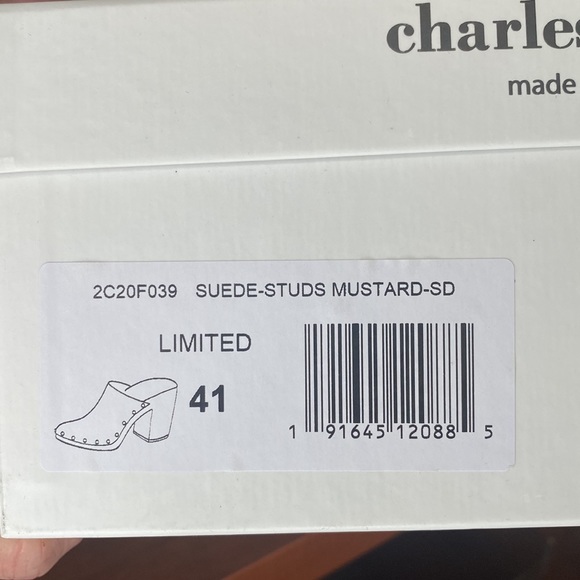 charles
made
2C20F039 SUEDE-STUDS MUSTARD-SD
LIMITED
41
1 91645 12088 5